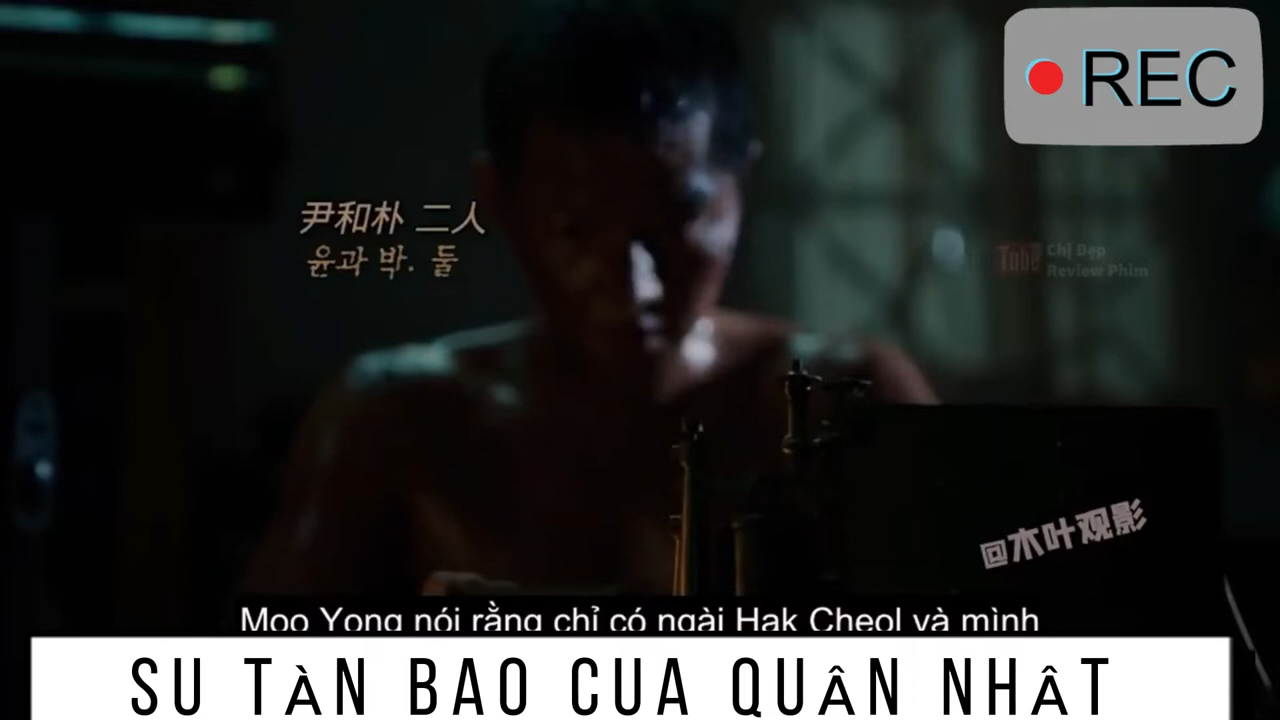 REC
尹和朴 二人
윤과 박. 둘
Tube
Chị Đẹp
Review Phim
@木叶观影
Moo Yong nói rằng chỉ có ngài Hak Cheol và mình
SU TÀN BAO CUA QUÂN NHÂT